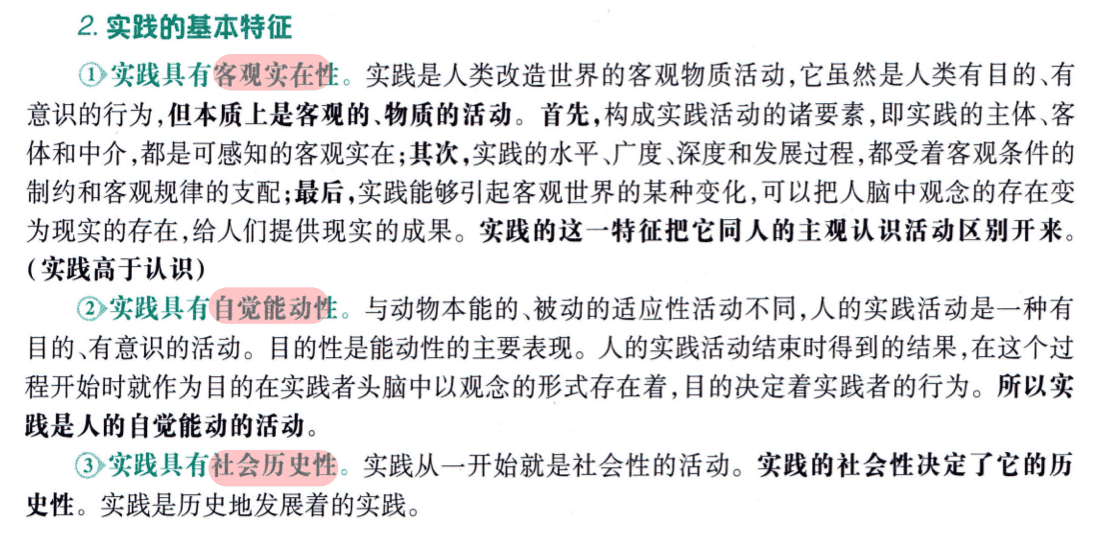 2. 实践的基本特征
①实践具有客观实在性。实践是人类改造世界的客观物质活动,它虽然是人类有目的、有
意识的行为,但本质上是客观的、物质的活动。首先,构成实践活动的诸要素,即实践的主体、客
体和中介,都是可感知的客观实在;其次,实践的水平、广度、深度和发展过程,都受着客观条件的
制约和客观规律的支配;最后,实践能够引起客观世界的某种变化,可以把人脑中观念的存在变
为现实的存在,给人们提供现实的成果。实践的这一特征把它同人的主观认识活动区别开来。
(实践高于认识)
②实践具有自觉能动性。与动物本能的、被动的适应性活动不同,人的实践活动是一种有
目的、有意识的活动。目的性是能动性的主要表现。人的实践活动结束时得到的结果,在这个过
程开始时就作为目的在实践者头脑中以观念的形式存在着,目的决定着实践者的行为。所以实
践是人的自觉能动的活动。
③实践具有社会历史性。实践从一开始就是社会性的活动。实践的社会性决定了它的历
史性。实践是历史地发展着的实践。